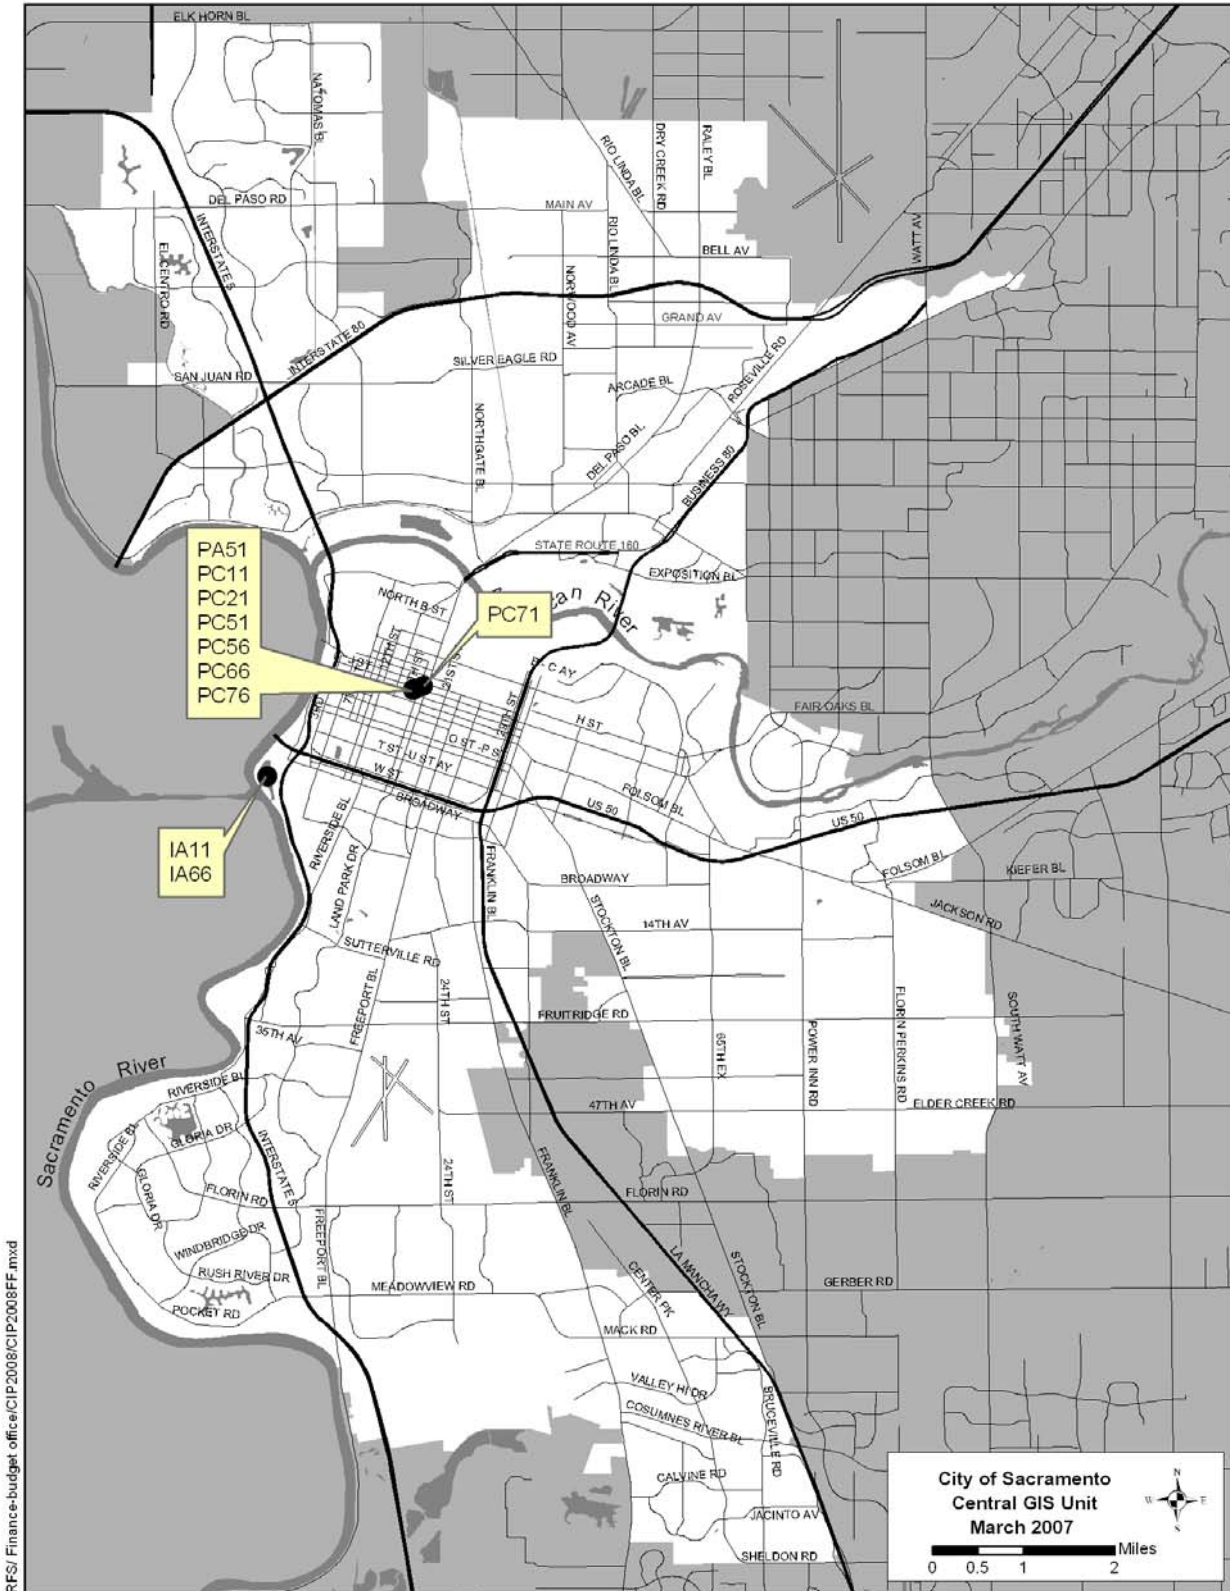 ELK HORN BL
NATOMAS BL
RIO LINDA BL
DRY CREEK RD
RALEY BL
DEL PASO RD
MAIN AV
INTERSTATE 5
EL CENTRO RD
RIO LINDA BL
NORWOOD AV
BELL AV
WATT AV
INTERSTATE 80
GRAND AV
SAN JUAN RD
SILVER EAGLE RD
ARCADE BL
ROSEVILLE RD
NORTHGATE BL
DEL PASO BL
BUSINESS 80
PA51
PC11
PC21
PC51
PC56
PC66
PC76
STATE ROUTE 160
EXPOSITION BL
NORTH B ST
PC71
can River
12TH ST
C AY
H ST
FAIR OAKS BL
29TH ST
T ST-U ST AY
W ST
BROADWAY
FOLSOM BL
US 50
US 50
IA11
IA66
RIVERSIDE BL
LAND PARK DR
FRANKLIN BL
BROADWAY
STOCKTON BL
FOLSOM BL
KIEFER BL
JACKSON RD
14TH AV
SUTTERVILLE RD
FREEPORT BL
24TH ST
FRUITRIDGE RD
35TH AV
65TH EX
POWER INN RD
FLORIN PERKINS RD
SOUTH WATT AV
Sacramento River
RIVERSIDE BL
47TH AV
ELDER CREEK RD
RIVERSIDE BL
GLORIA DR
GLORIA DR
INTERSTATE 5
24TH ST
FRANKLIN BL
FLORIN RD
FLORIN RD
WINDBRIDGE DR
FREEPORT BL
RUSH RIVER DR
POCKET RD
MEADOWVIEW RD
CENTER PK
LA MANCHA WY
STOCKTON BL
GERBER RD
MACK RD
VALLEY HI DR
COSUMNES RIVER BL
BRUCEVILLE RD
CALVINE RD
JACINTO AV
SHELDON RD
RFS/ Finance-budget office/CIP2008/CIP2008FF.mxd
City of Sacramento
Central GIS Unit
March 2007
N
W E
S
Miles
0 0.5 1 2